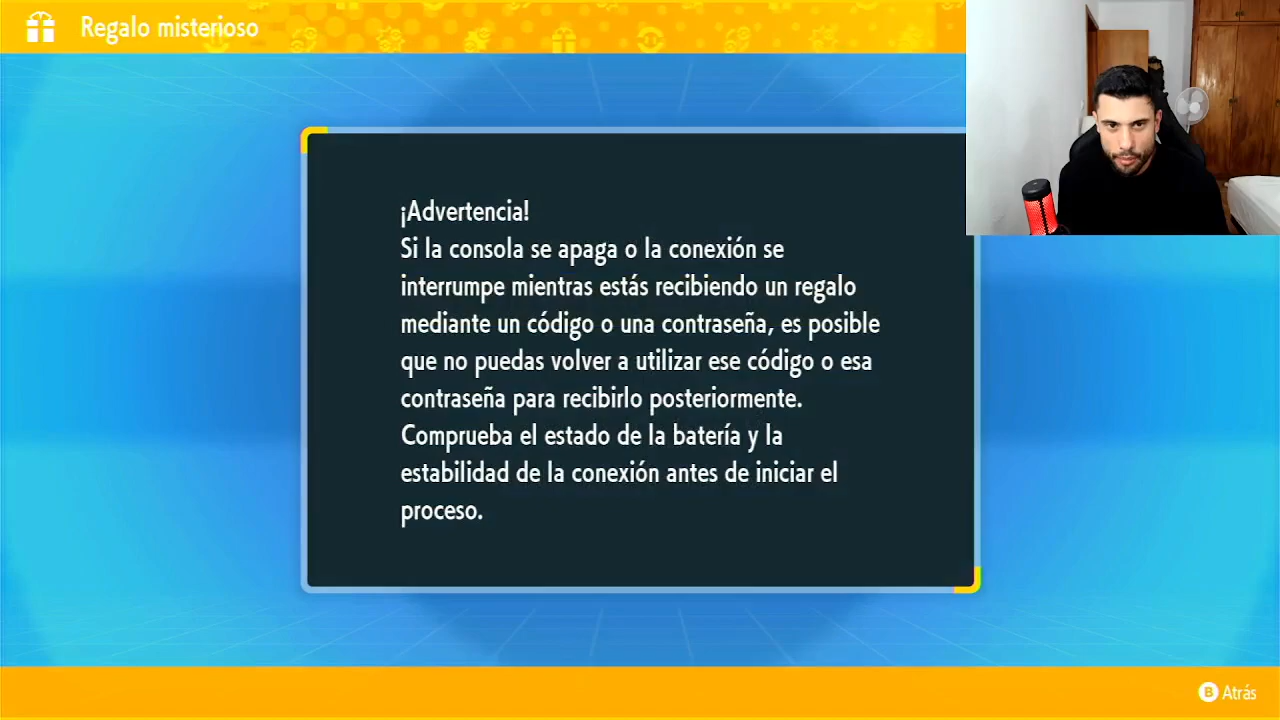 Regalo misterioso
¡Advertencia!
Si la consola se apaga o la conexión se
interrumpe mientras estás recibiendo un regalo
mediante un código o una contraseña, es posible
que no puedas volver a utilizar ese código o esa
contraseña para recibirlo posteriormente.
Comprueba el estado de la batería y la
estabilidad de la conexión antes de iniciar el
proceso.
B Atrás